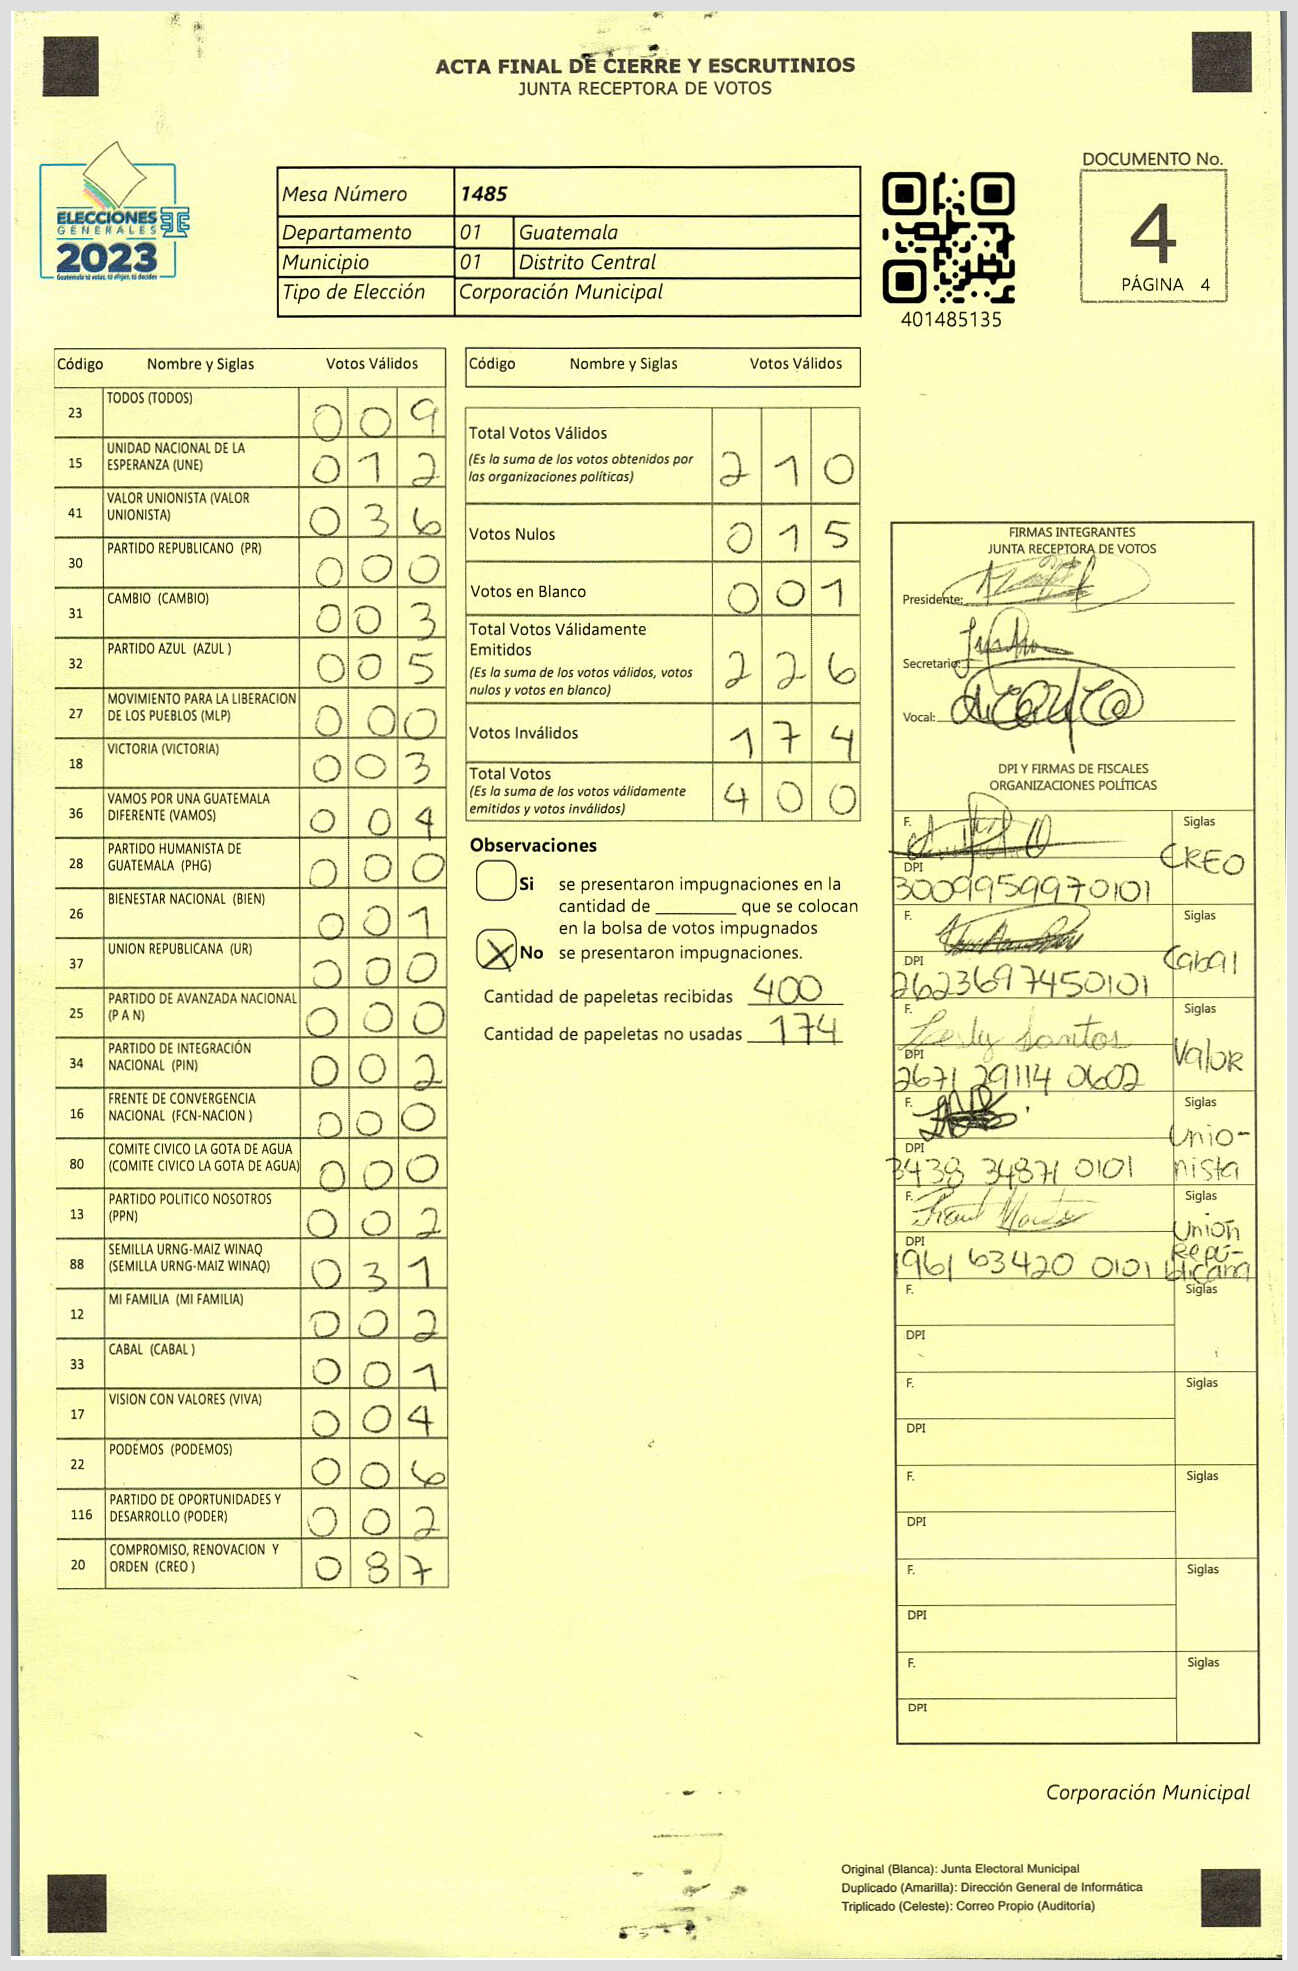 ACTA FINAL DE CIERRE Y ESCRUTINIOS
JUNTA RECEPTORA DE VOTOS
ELECCIONES
GENERALES
2023
Guatemala tú votas, tú eliges, tú decides
Mesa Número 1485
Departamento 01 Guatemala
Municipio 01 Distrito Central
Tipo de Elección Corporación Municipal
401485135
DOCUMENTO No.
4
PÁGINA 4
Código Nombre y Siglas Votos Válidos
23 TODOS (TODOS) 0 0 9
15 UNIDAD NACIONAL DE LA
ESPERANZA (UNE) 0 1 2
41 VALOR UNIONISTA (VALOR
UNIONISTA) 0 3 6
30 PARTIDO REPUBLICANO (PR) 0 0 0
31 CAMBIO (CAMBIO) 0 0 3
32 PARTIDO AZUL (AZUL ) 0 0 5
27 MOVIMIENTO PARA LA LIBERACION
DE LOS PUEBLOS (MLP) 0 0 0
18 VICTORIA (VICTORIA) 0 0 3
36 VAMOS POR UNA GUATEMALA
DIFERENTE (VAMOS) 0 0 4
28 PARTIDO HUMANISTA DE
GUATEMALA (PHG) 0 0 0
26 BIENESTAR NACIONAL (BIEN) 0 0 1
37 UNION REPUBLICANA (UR) 0 0 0
25 PARTIDO DE AVANZADA NACIONAL
(P A N) 0 0 0
34 PARTIDO DE INTEGRACIÓN
NACIONAL (PIN) 0 0 2
16 FRENTE DE CONVERGENCIA
NACIONAL (FCN-NACION ) 0 0 0
80 COMITE CIVICO LA GOTA DE AGUA
(COMITE CIVICO LA GOTA DE AGUA) 0 0 0
13 PARTIDO POLITICO NOSOTROS
(PPN) 0 0 2
88 SEMILLA URNG-MAIZ WINAQ
(SEMILLA URNG-MAIZ WINAQ) 0 3 1
12 MI FAMILIA (MI FAMILIA) 0 0 2
33 CABAL (CABAL ) 0 0 1
17 VISION CON VALORES (VIVA) 0 0 4
22 PODEMOS (PODEMOS) 0 0 6
116 PARTIDO DE OPORTUNIDADES Y
DESARROLLO (PODER) 0 0 2
20 COMPROMISO, RENOVACION Y
ORDEN (CREO ) 0 8 7
Código Nombre y Siglas Votos Válidos
Total Votos Válidos
(Es la suma de los votos obtenidos por
las organizaciones políticas) 2 1 0
Votos Nulos 0 1 5
Votos en Blanco 0 0 1
Total Votos Válidamente
Emitidos
(Es la suma de los votos válidos, votos
nulos y votos en blanco) 2 2 6
Votos Inválidos 1 7 4
Total Votos
(Es la suma de los votos válidamente
emitidos y votos inválidos) 4 0 0
Observaciones
Si se presentaron impugnaciones en la
cantidad de ________ que se colocan
en la bolsa de votos impugnados
X No se presentaron impugnaciones.
Cantidad de papeletas recibidas 400
Cantidad de papeletas no usadas 174
FIRMAS INTEGRANTES
JUNTA RECEPTORA DE VOTOS
Presidente:
Secretario:
Vocal:
DPI Y FIRMAS DE FISCALES
ORGANIZACIONES POLÍTICAS
F. Siglas
CREO
DPI
3009959970101
F. Siglas
Cabal
DPI
2623697450101
F. Lesly Santos Siglas
Valor
DPI
2671 29114 0602
F. Siglas
Unio-
nista
DPI
3438 34871 0101
F. Siglas
Unión
Repu-
blicana
DPI
1961 63420 0101
F. Siglas
DPI
F. Siglas
DPI
F. Siglas
DPI
F. Siglas
DPI
F. Siglas
DPI
Corporación Municipal
Original (Blanca): Junta Electoral Municipal
Duplicado (Amarilla): Dirección General de Informática
Triplicado (Celeste): Correo Propio (Auditoría)